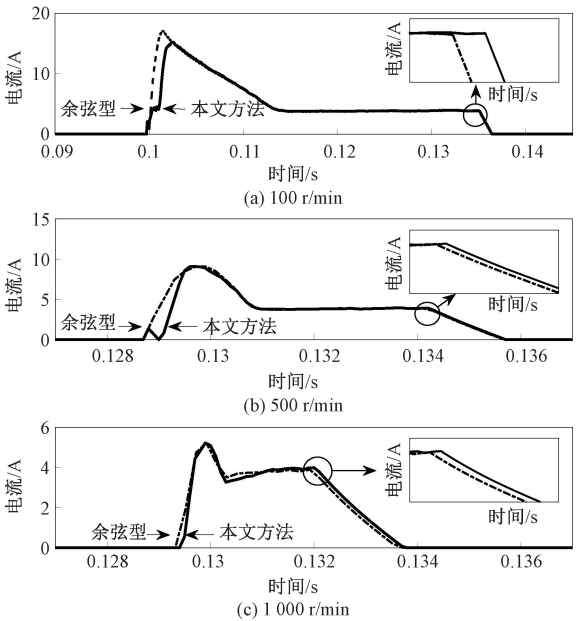 20
15
10
5
0
电流/A
余弦型
本文方法
电流/A
时间/s
0.09
0.1
0.11
0.12
0.13
0.14
时间/s
(a) 100 r/min
15
10
5
0
电流/A
余弦型
本文方法
电流/A
时间/s
0.128
0.13
0.132
0.134
0.136
时间/s
(b) 500 r/min
6
4
2
0
电流/A
余弦型
本文方法
电流/A
时间/s
0.128
0.13
0.132
0.134
0.136
时间/s
(c) 1 000 r/min